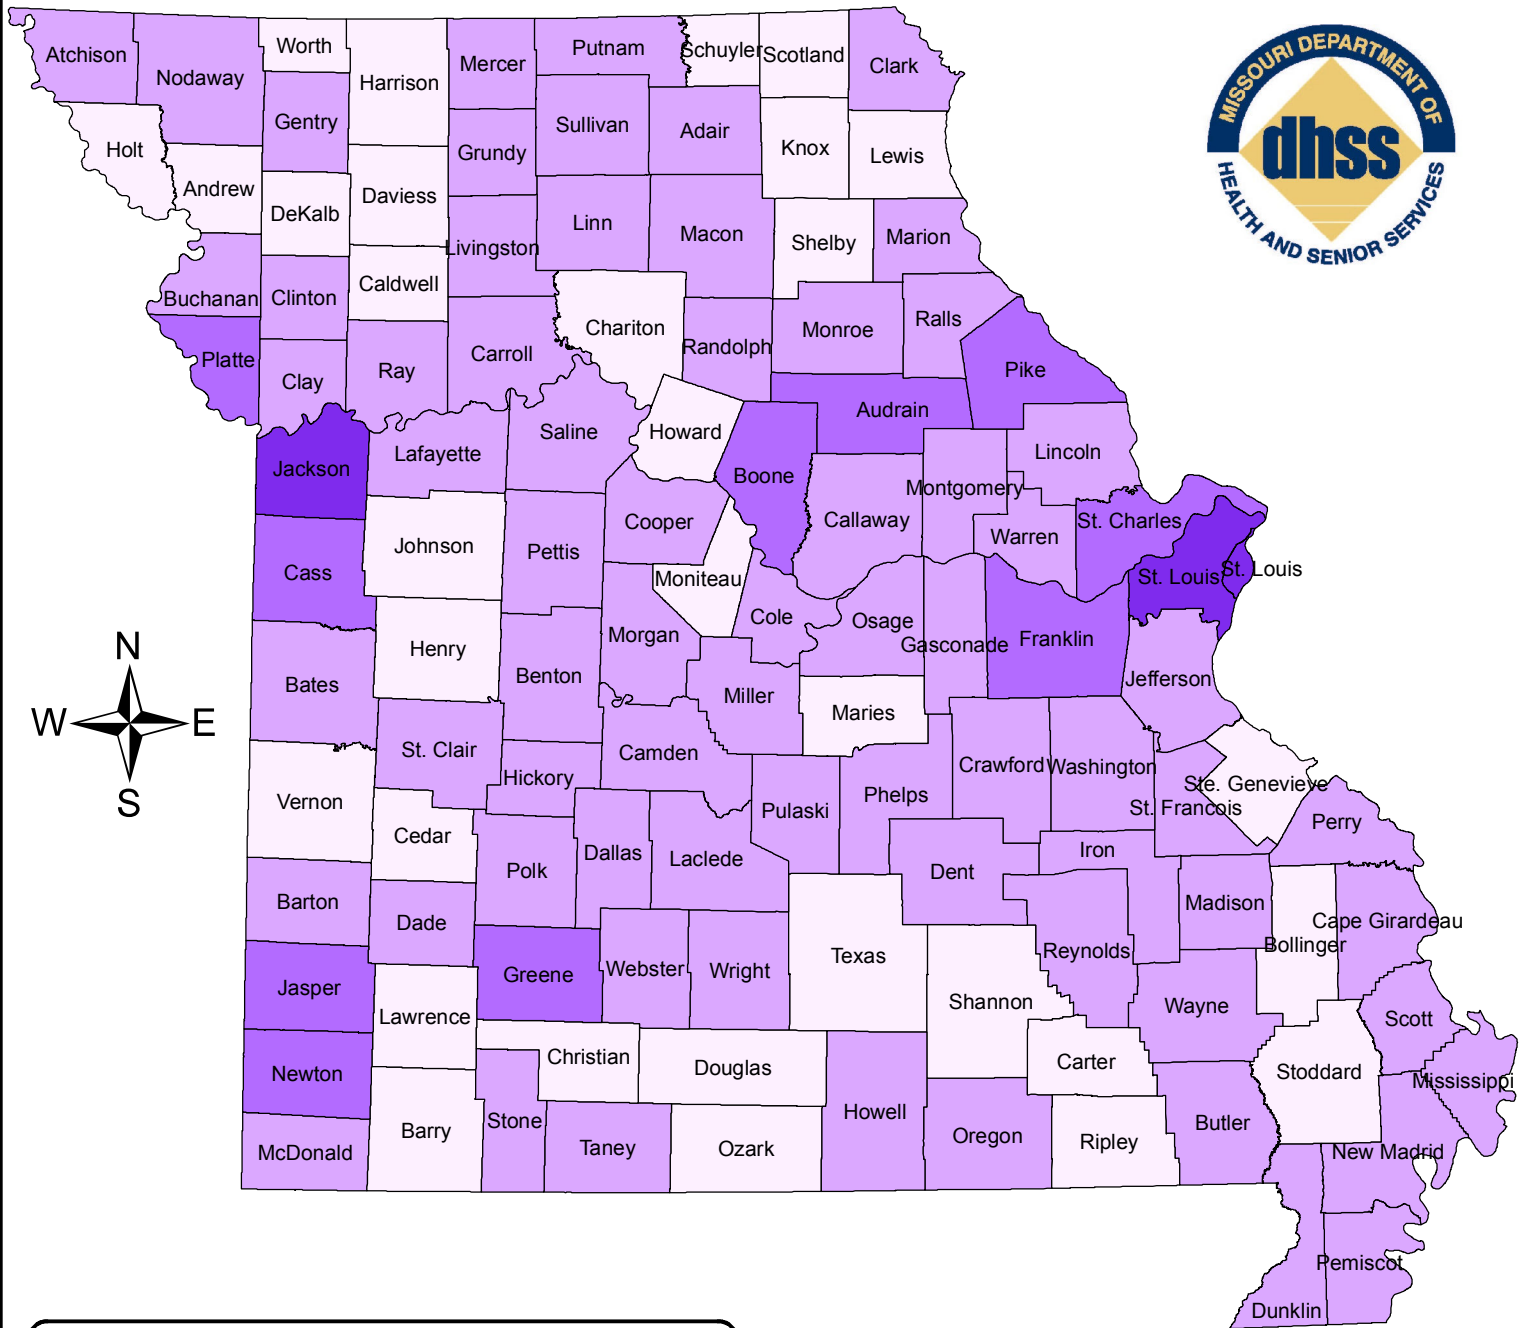 MISSOURI DEPARTMENT OF
dhss
HEALTH AND SENIOR SERVICES
Atchison
Nodaway
Worth
Harrison
Mercer
Putnam
Schuyler
Scotland
Clark
Holt
Gentry
Andrew
DeKalb
Daviess
Grundy
Sullivan
Adair
Knox
Lewis
Livingston
Linn
Macon
Shelby
Marion
Buchanan
Clinton
Caldwell
Chariton
Randolph
Monroe
Ralls
Pike
Platte
Clay
Ray
Carroll
Audrain
Jackson
Lafayette
Saline
Howard
Boone
Callaway
Montgomery
Lincoln
Cass
Johnson
Pettis
Cooper
Moniteau
Cole
Osage
Gasconade
Warren
St. Charles
St. Louis
St. Louis
Franklin
Jefferson
N
W
E
S
Bates
Henry
Benton
Morgan
Miller
Maries
Vernon
St. Clair
Hickory
Camden
Pulaski
Phelps
Crawford
Washington
St. Francois
Ste. Genevieve
Perry
Cedar
Polk
Dallas
Laclede
Dent
Iron
Madison
Bollinger
Cape Girardeau
Barton
Dade
Jasper
Greene
Webster
Wright
Texas
Shannon
Reynolds
Wayne
Scott
Lawrence
Newton
Christian
Douglas
Carter
Stoddard
Mississippi
McDonald
Barry
Stone
Taney
Ozark
Howell
Oregon
Ripley
Butler
New Madrid
Pemiscot
Dunklin